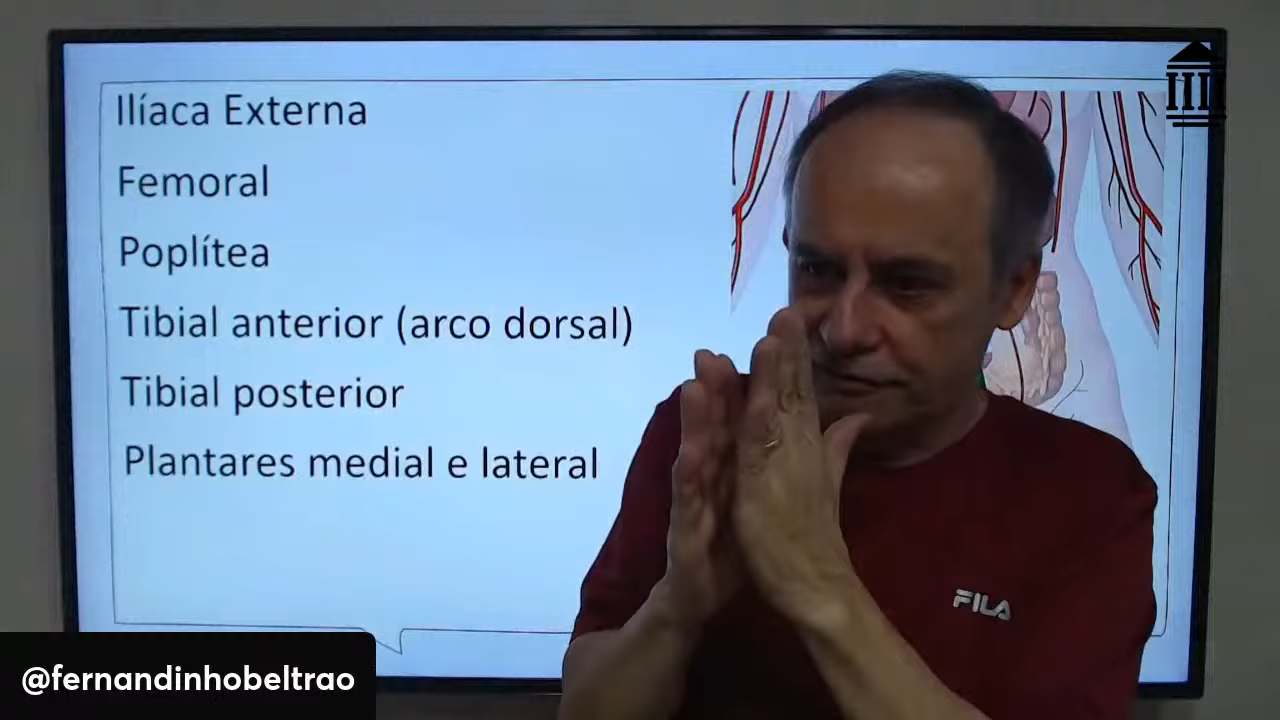 Ilíaca Externa
Femoral
Poplítea
Tibial anterior (arco dorsal)
Tibial posterior
Plantares medial e lateral
FILA
@fernandinhobeltrao